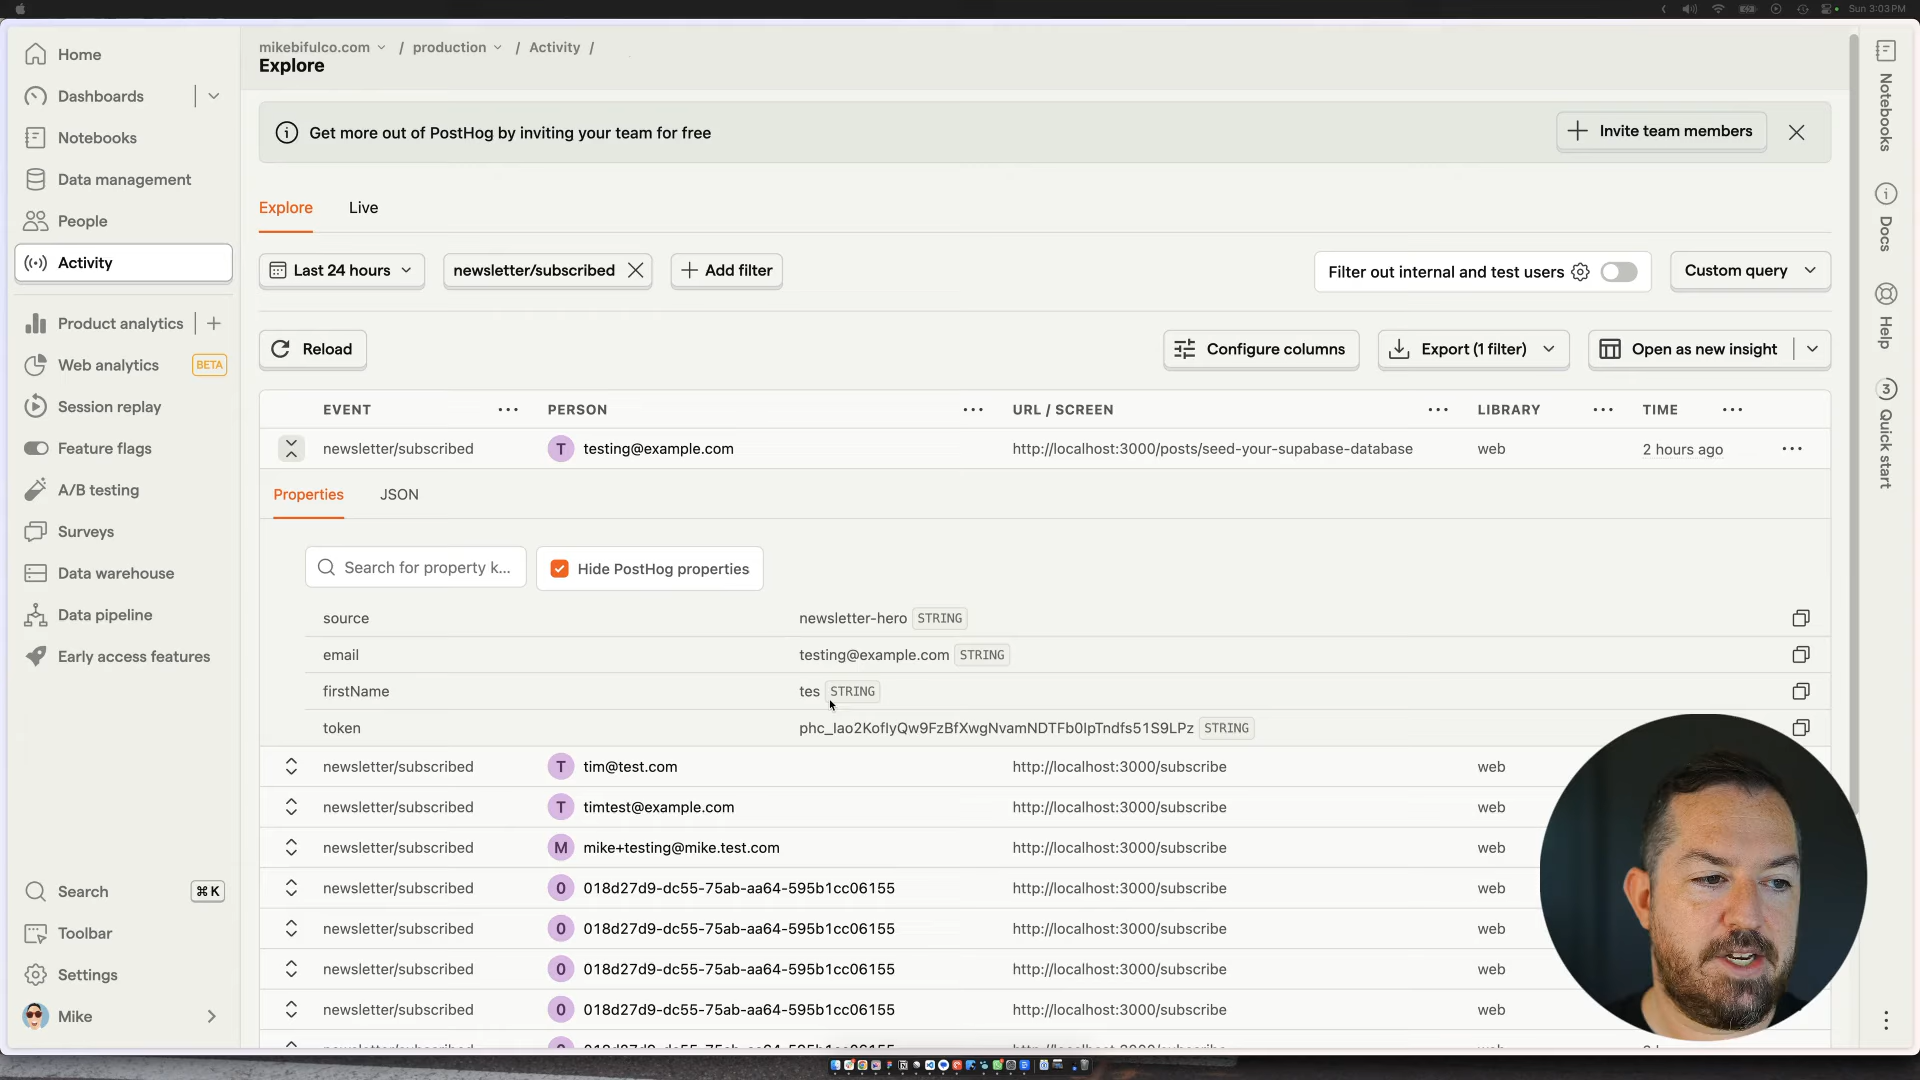 Sun 3:03 PM
Home
Dashboards
Notebooks
Data management
People
Activity
Product analytics
Web analytics BETA
Session replay
Feature flags
A/B testing
Surveys
Data warehouse
Data pipeline
Early access features
Search ⌘ K
Toolbar
Settings
Mike
mikebifulco.com / production / Activity /
Explore
Get more out of PostHog by inviting your team for free
Invite team members
Explore Live
Last 24 hours newsletter/subscribed Add filter
Filter out internal and test users Custom query
Reload Configure columns Export (1 filter) Open as new insight
EVENT PERSON URL / SCREEN LIBRARY TIME
newsletter/subscribed T testing@example.com http://localhost:3000/posts/seed-your-supabase-database web 2 hours ago
Properties JSON
Search for property k... Hide PostHog properties
source newsletter-hero STRING
email testing@example.com STRING
firstName tes STRING
token
STRING
newsletter/subscribed T tim@test.com http://localhost:3000/subscribe web
newsletter/subscribed T timtest@example.com http://localhost:3000/subscribe web
newsletter/subscribed M mike+testing@mike.test.com http://localhost:3000/subscribe web
newsletter/subscribed 0 018d27d9-dc55-75ab-aa64-595b1cc06155 http://localhost:3000/subscribe web
newsletter/subscribed 0 018d27d9-dc55-75ab-aa64-595b1cc06155 http://localhost:3000/subscribe web
newsletter/subscribed 0 018d27d9-dc55-75ab-aa64-595b1cc06155 http://localhost:3000/subscribe web
newsletter/subscribed 0 018d27d9-dc55-75ab-aa64-595b1cc06155 http://localhost:3000/subscribe web
Notebooks
Docs
Help
3 Quick start